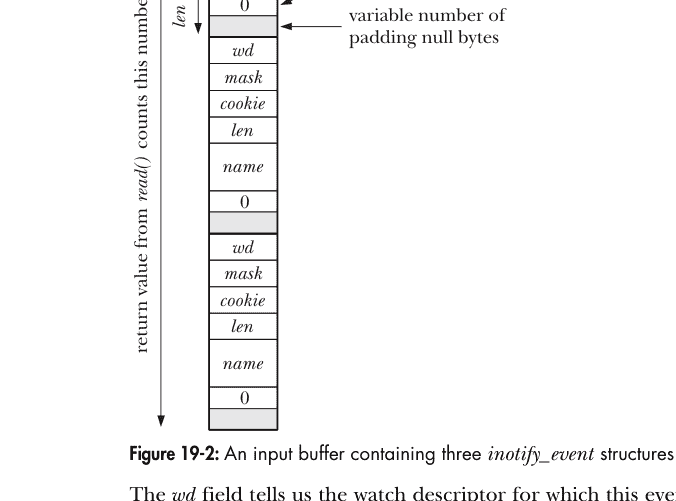 return value from read() counts this numbe
len
0
variable number of
padding null bytes
wd
mask
cookie
len
name
0
wd
mask
cookie
len
name
0
Figure 19-2: An input buffer containing three inotify_event structures
The wd field tells us the watch descriptor for which this eve